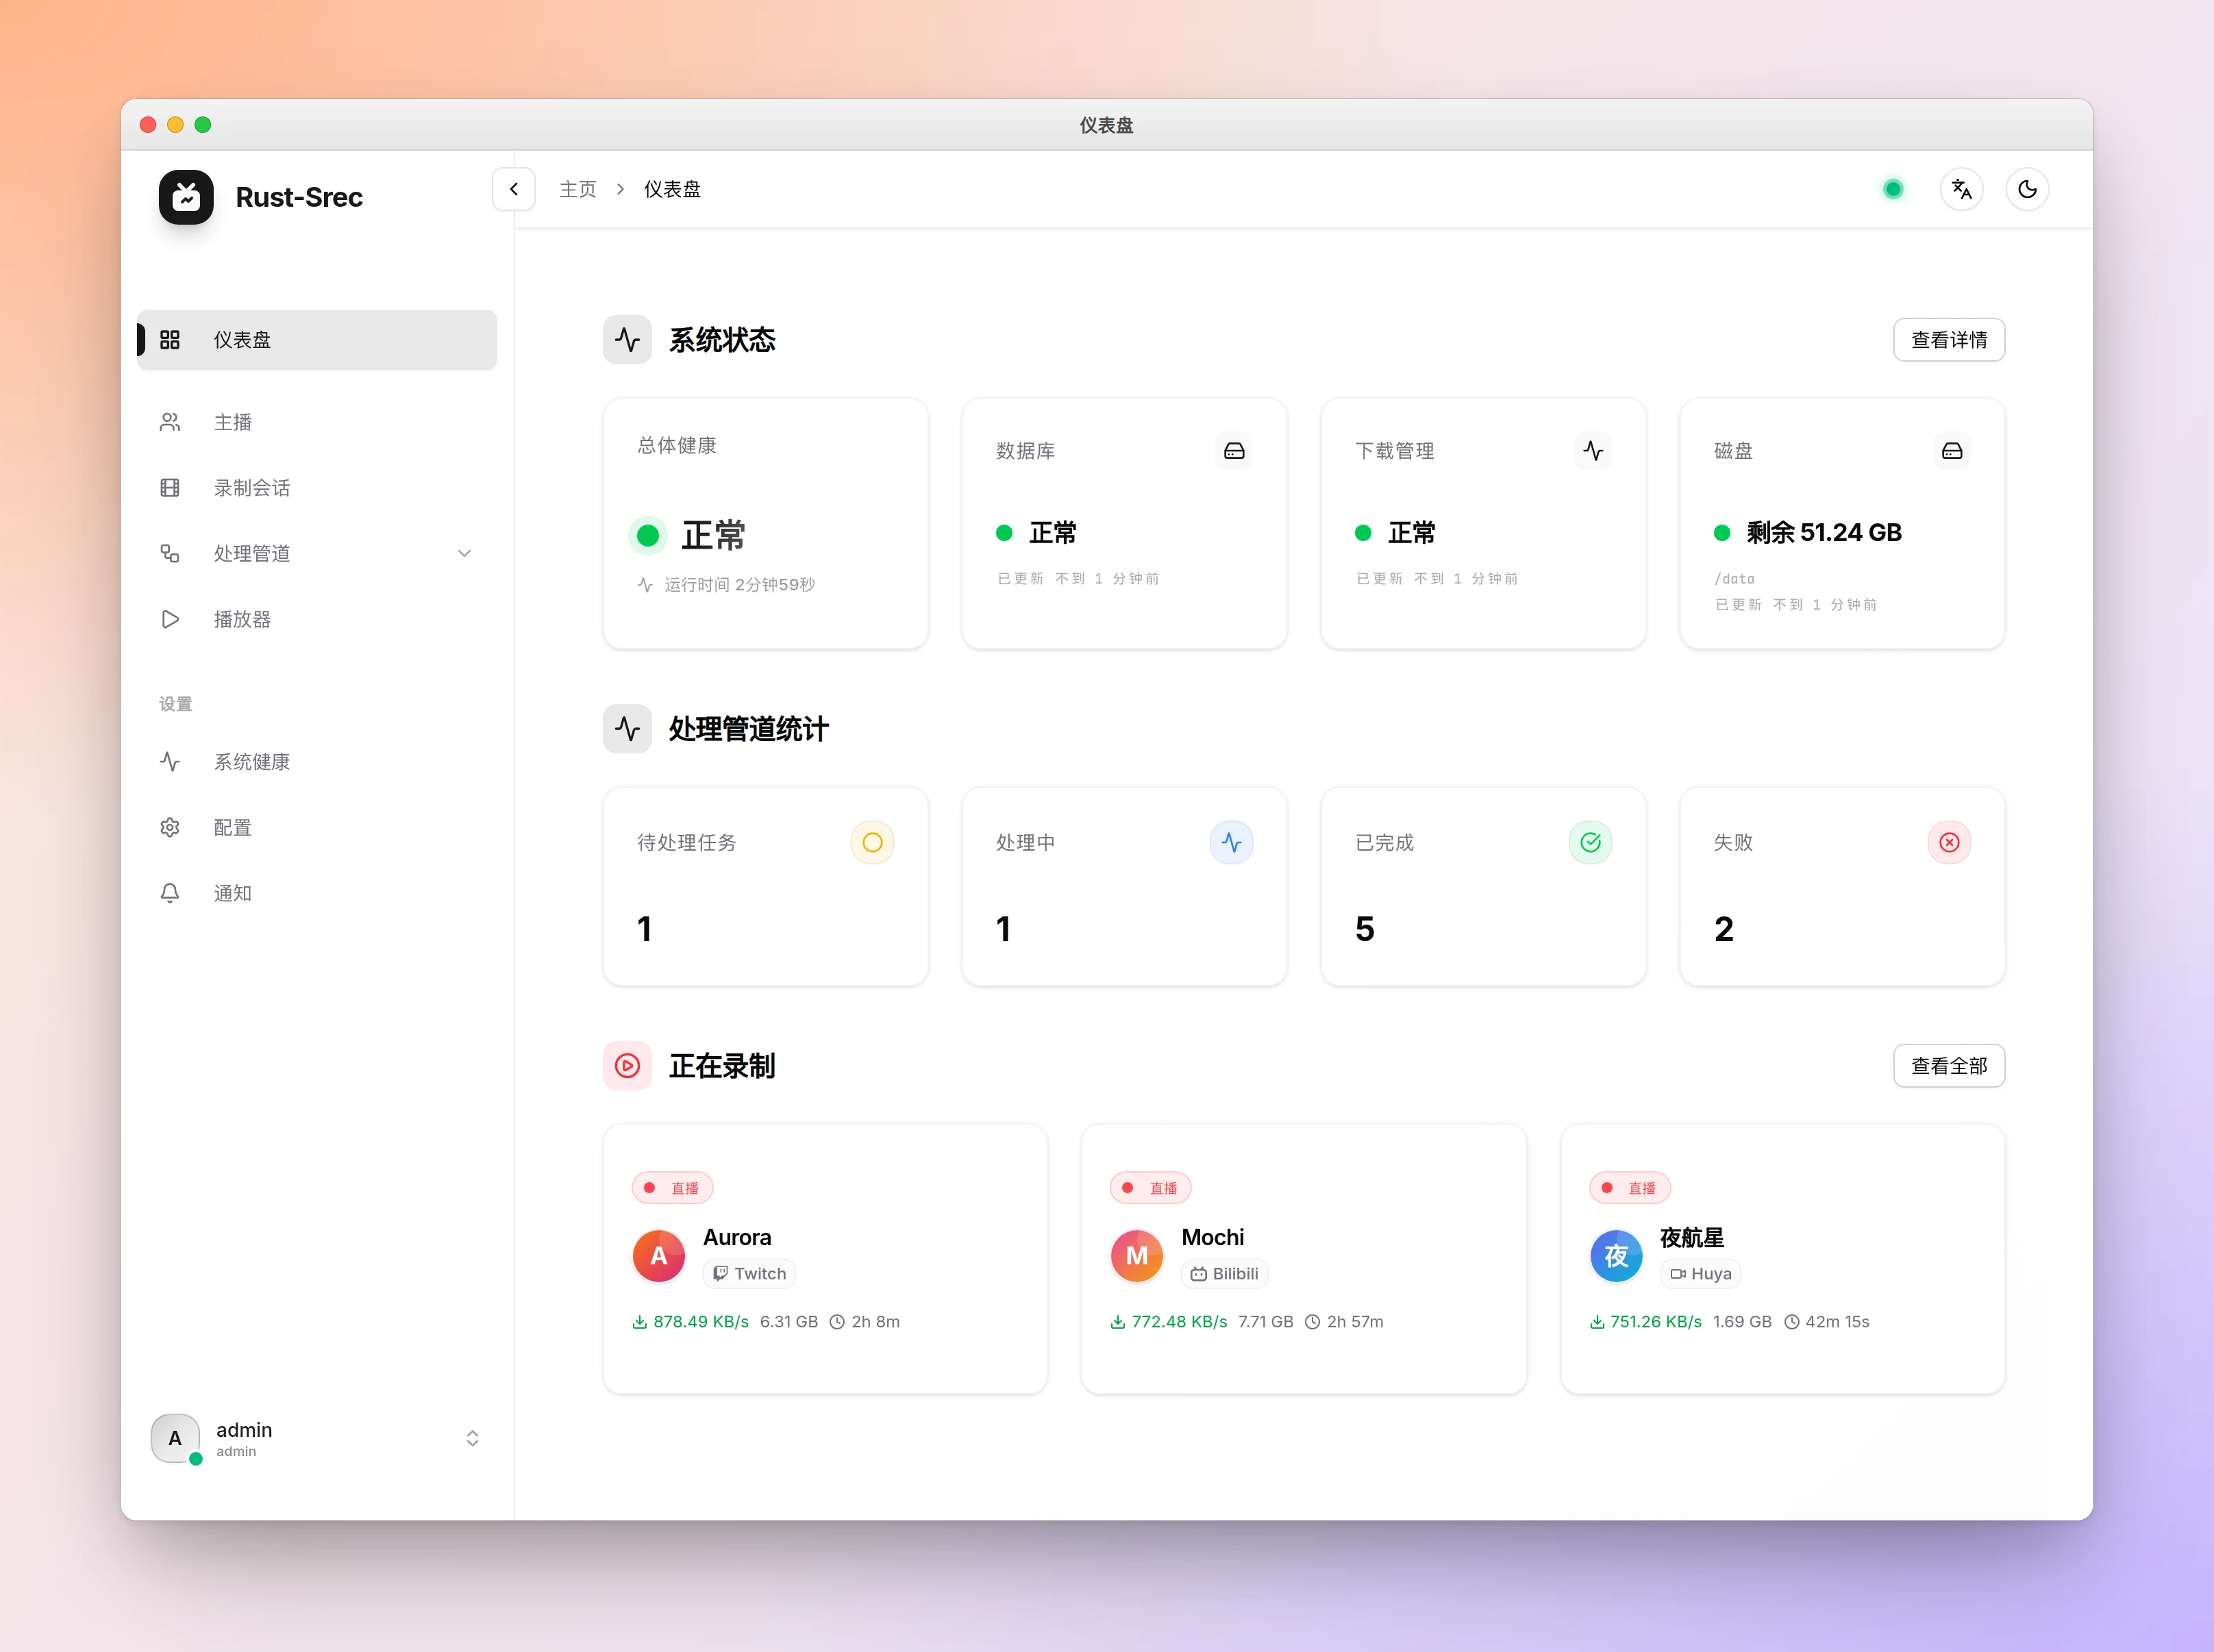 仪表盘
Rust-Srec
主页
仪表盘
仪表盘
主播
录制会话
处理管道
播放器
设置
系统健康
配置
通知
A
admin
admin
系统状态
查看详情
总体健康
正常
运行时间 2分钟59秒
数据库
正常
已更新 不到 1 分钟前
下载管理
正常
已更新 不到 1 分钟前
磁盘
剩余 51.24 GB
/data
已更新 不到 1 分钟前
处理管道统计
待处理任务
1
处理中
1
已完成
5
失败
2
正在录制
查看全部
直播
A
Aurora
Twitch
878.49 KB/s 6.31 GB 2h 8m
直播
M
Mochi
Bilibili
772.48 KB/s 7.71 GB 2h 57m
直播
夜
夜航星
Huya
751.26 KB/s 1.69 GB 42m 15s